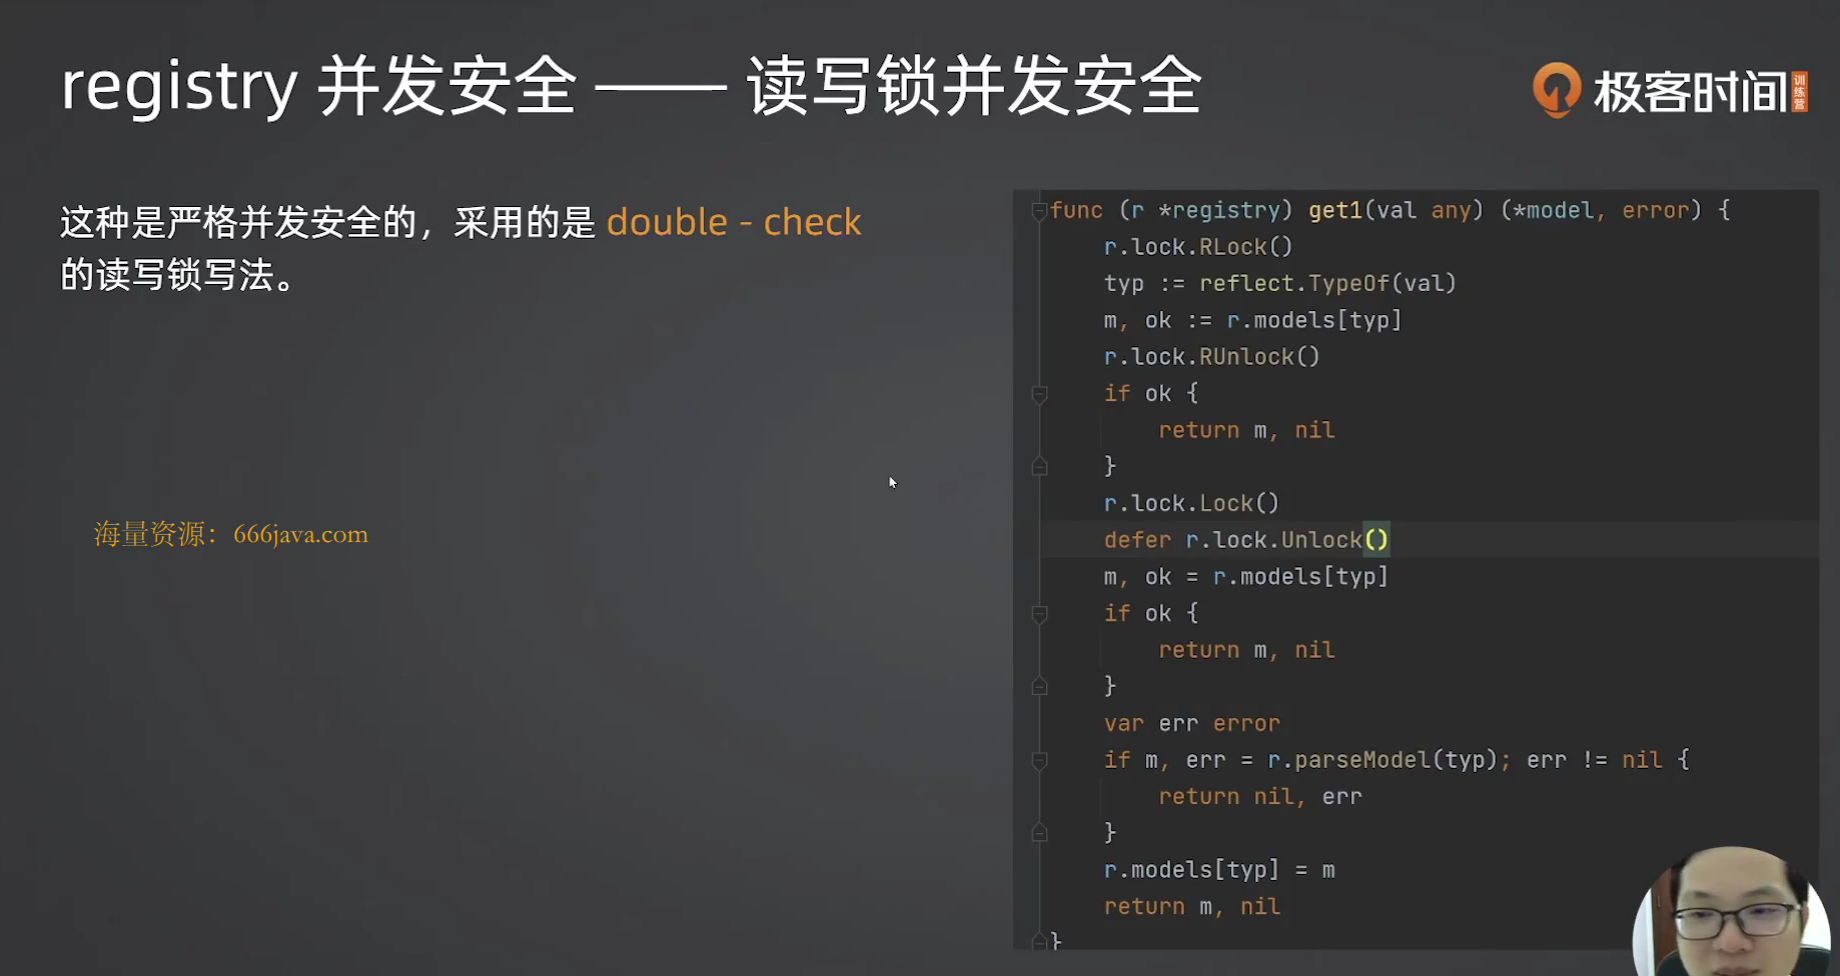 registry 并发安全 —— 读写锁并发安全
极客时间 训练营
这种是严格并发安全的，采用的是 double - check
的读写锁写法。
海量资源：666java.com
func (r *registry) get1(val any) (*model, error) {
    r.lock.RLock()
    typ := reflect.TypeOf(val)
    m, ok := r.models[typ]
    r.lock.RUnlock()
    if ok {
        return m, nil
    }
    r.lock.Lock()
    defer r.lock.Unlock()
    m, ok = r.models[typ]
    if ok {
        return m, nil
    }
    var err error
    if m, err = r.parseModel(typ); err != nil {
        return nil, err
    }
    r.models[typ] = m
    return m, nil
}